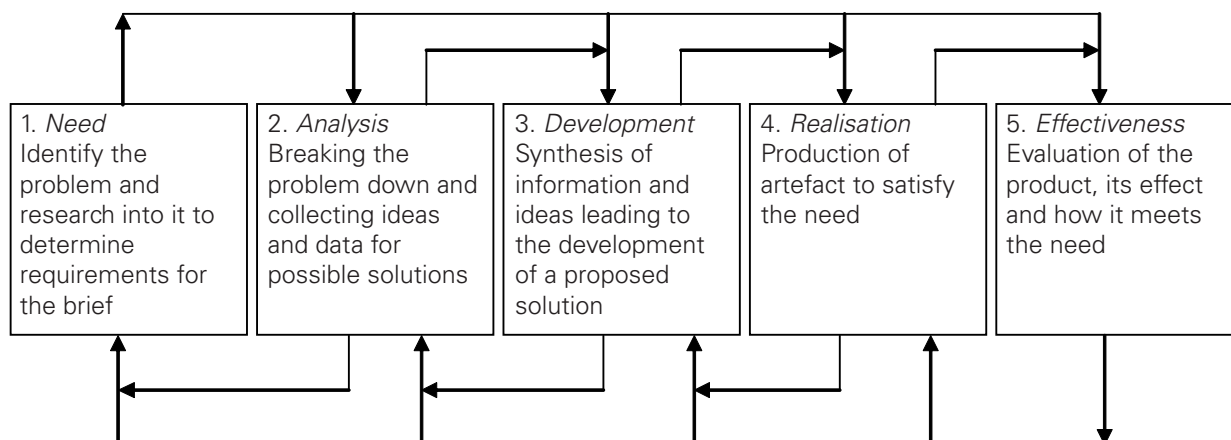 1. Need
Identify the
problem and
research into it to
determine
requirements for
the brief
2. Analysis
Breaking the
problem down and
collecting ideas
and data for
possible solutions
3. Development
Synthesis of
information and
ideas leading to
the development
of a proposed
solution
4. Realisation
Production of
artefact to satisfy
the need
5. Effectiveness
Evaluation of the
product, its effect
and how it meets
the need